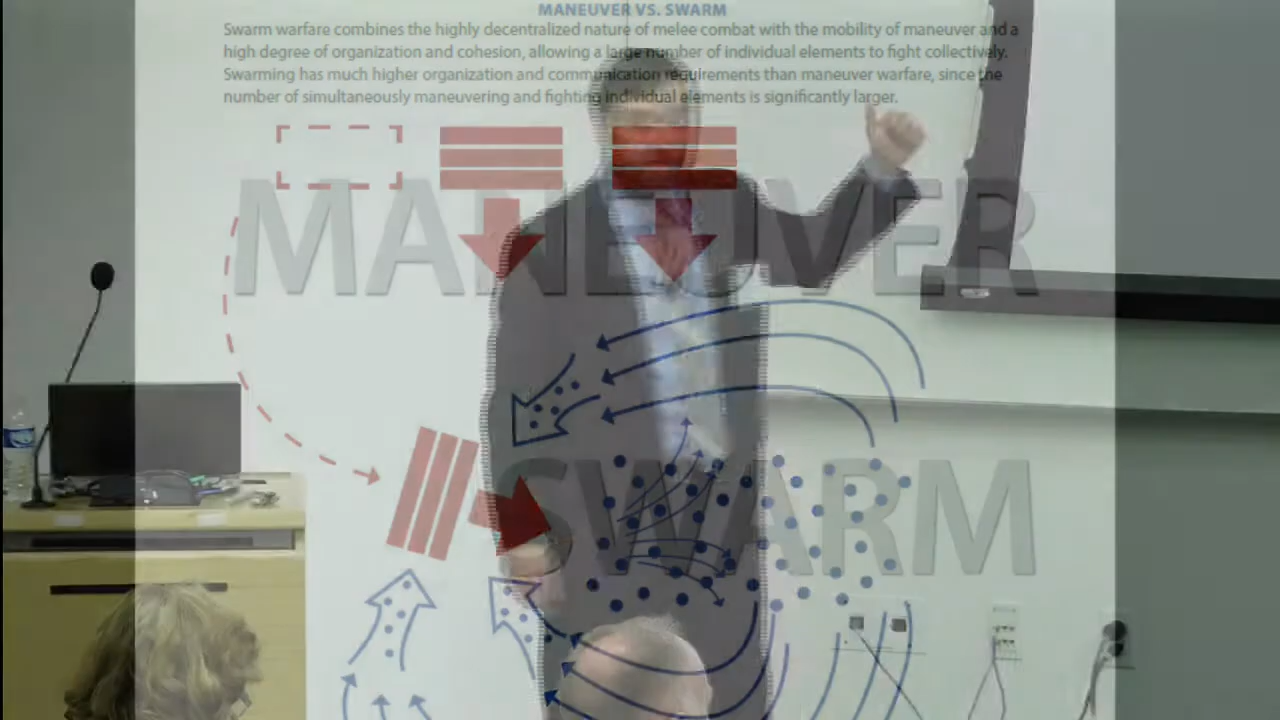 MANEUVER VS. SWARM
Swarm warfare combines the highly decentralized nature of melee combat with the mobility of maneuver and a
high degree of organization and cohesion, allowing a large number of individual elements to fight collectively.
Swarming has much higher organization and communication requirements than maneuver warfare, since the
number of simultaneously maneuvering and fighting individual elements is significantly larger.
MANEUVER
SWARM